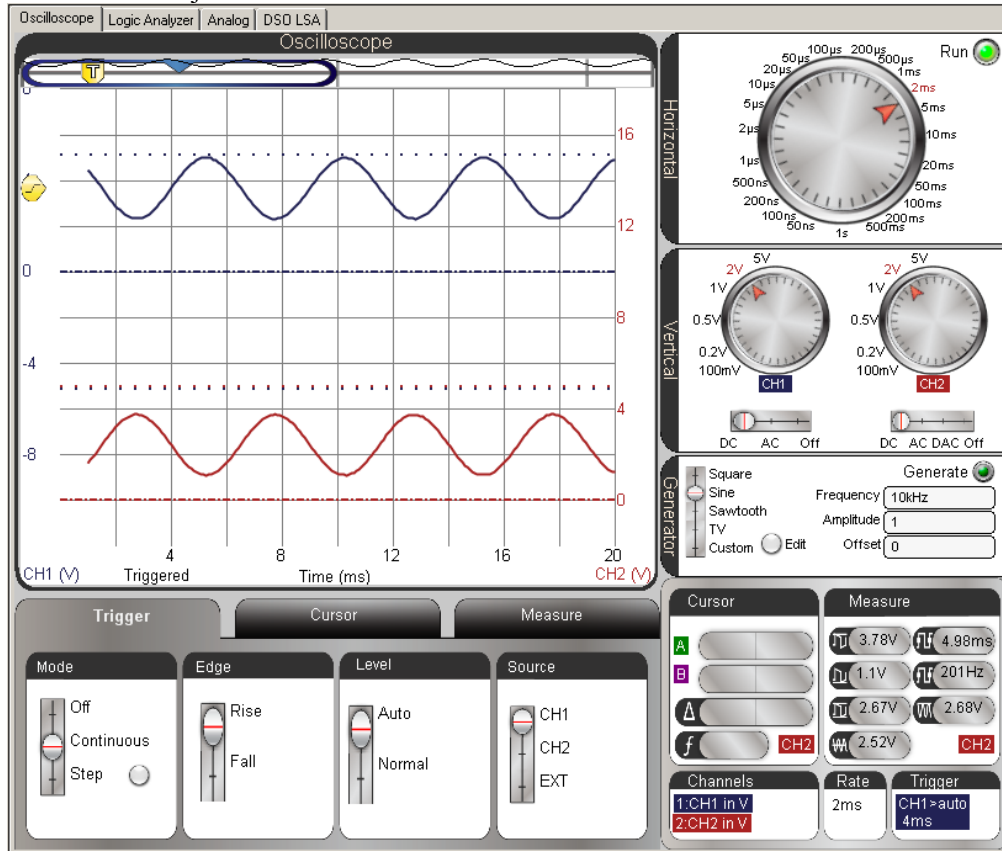 Oscilloscope Logic Analyzer Analog DSO LSA
Oscilloscope
T
16
12
0
8
-4
4
-8
0
4 8 12 16 20
CH1 (V) Triggered Time (ms) CH2 (V)
Horizontal
Run
100µs 200µs
50µs 500µs
20µs 1ms
10µs 2ms
5µs 5ms
2µs 10ms
1µs 20ms
500ns 50ms
200ns 100ms
100ns 200ms
50ns 500ms
1s
Vertical
5V 5V
2V 2V
1V 1V
0.5V 0.5V
0.2V 0.2V
100mV 100mV
CH1 CH2
DC AC Off DC AC DAC Off
Generator
Square Generate
Sine Frequency 10kHz
Sawtooth
TV Amplitude 1
Custom Edit Offset 0
Trigger Cursor Measure
Mode
Off
Continuous
Step
Edge
Rise
Fall
Level
Auto
Normal
Source
CH1
CH2
EXT
Cursor
A
B
Δ
f CH2
Measure
3.78V 4.98ms
1.1V 201Hz
2.67V 2.68V
2.52V CH2
Channels
1:CH1 in V
2:CH2 in V
Rate
2ms
Trigger
CH1>auto
4ms